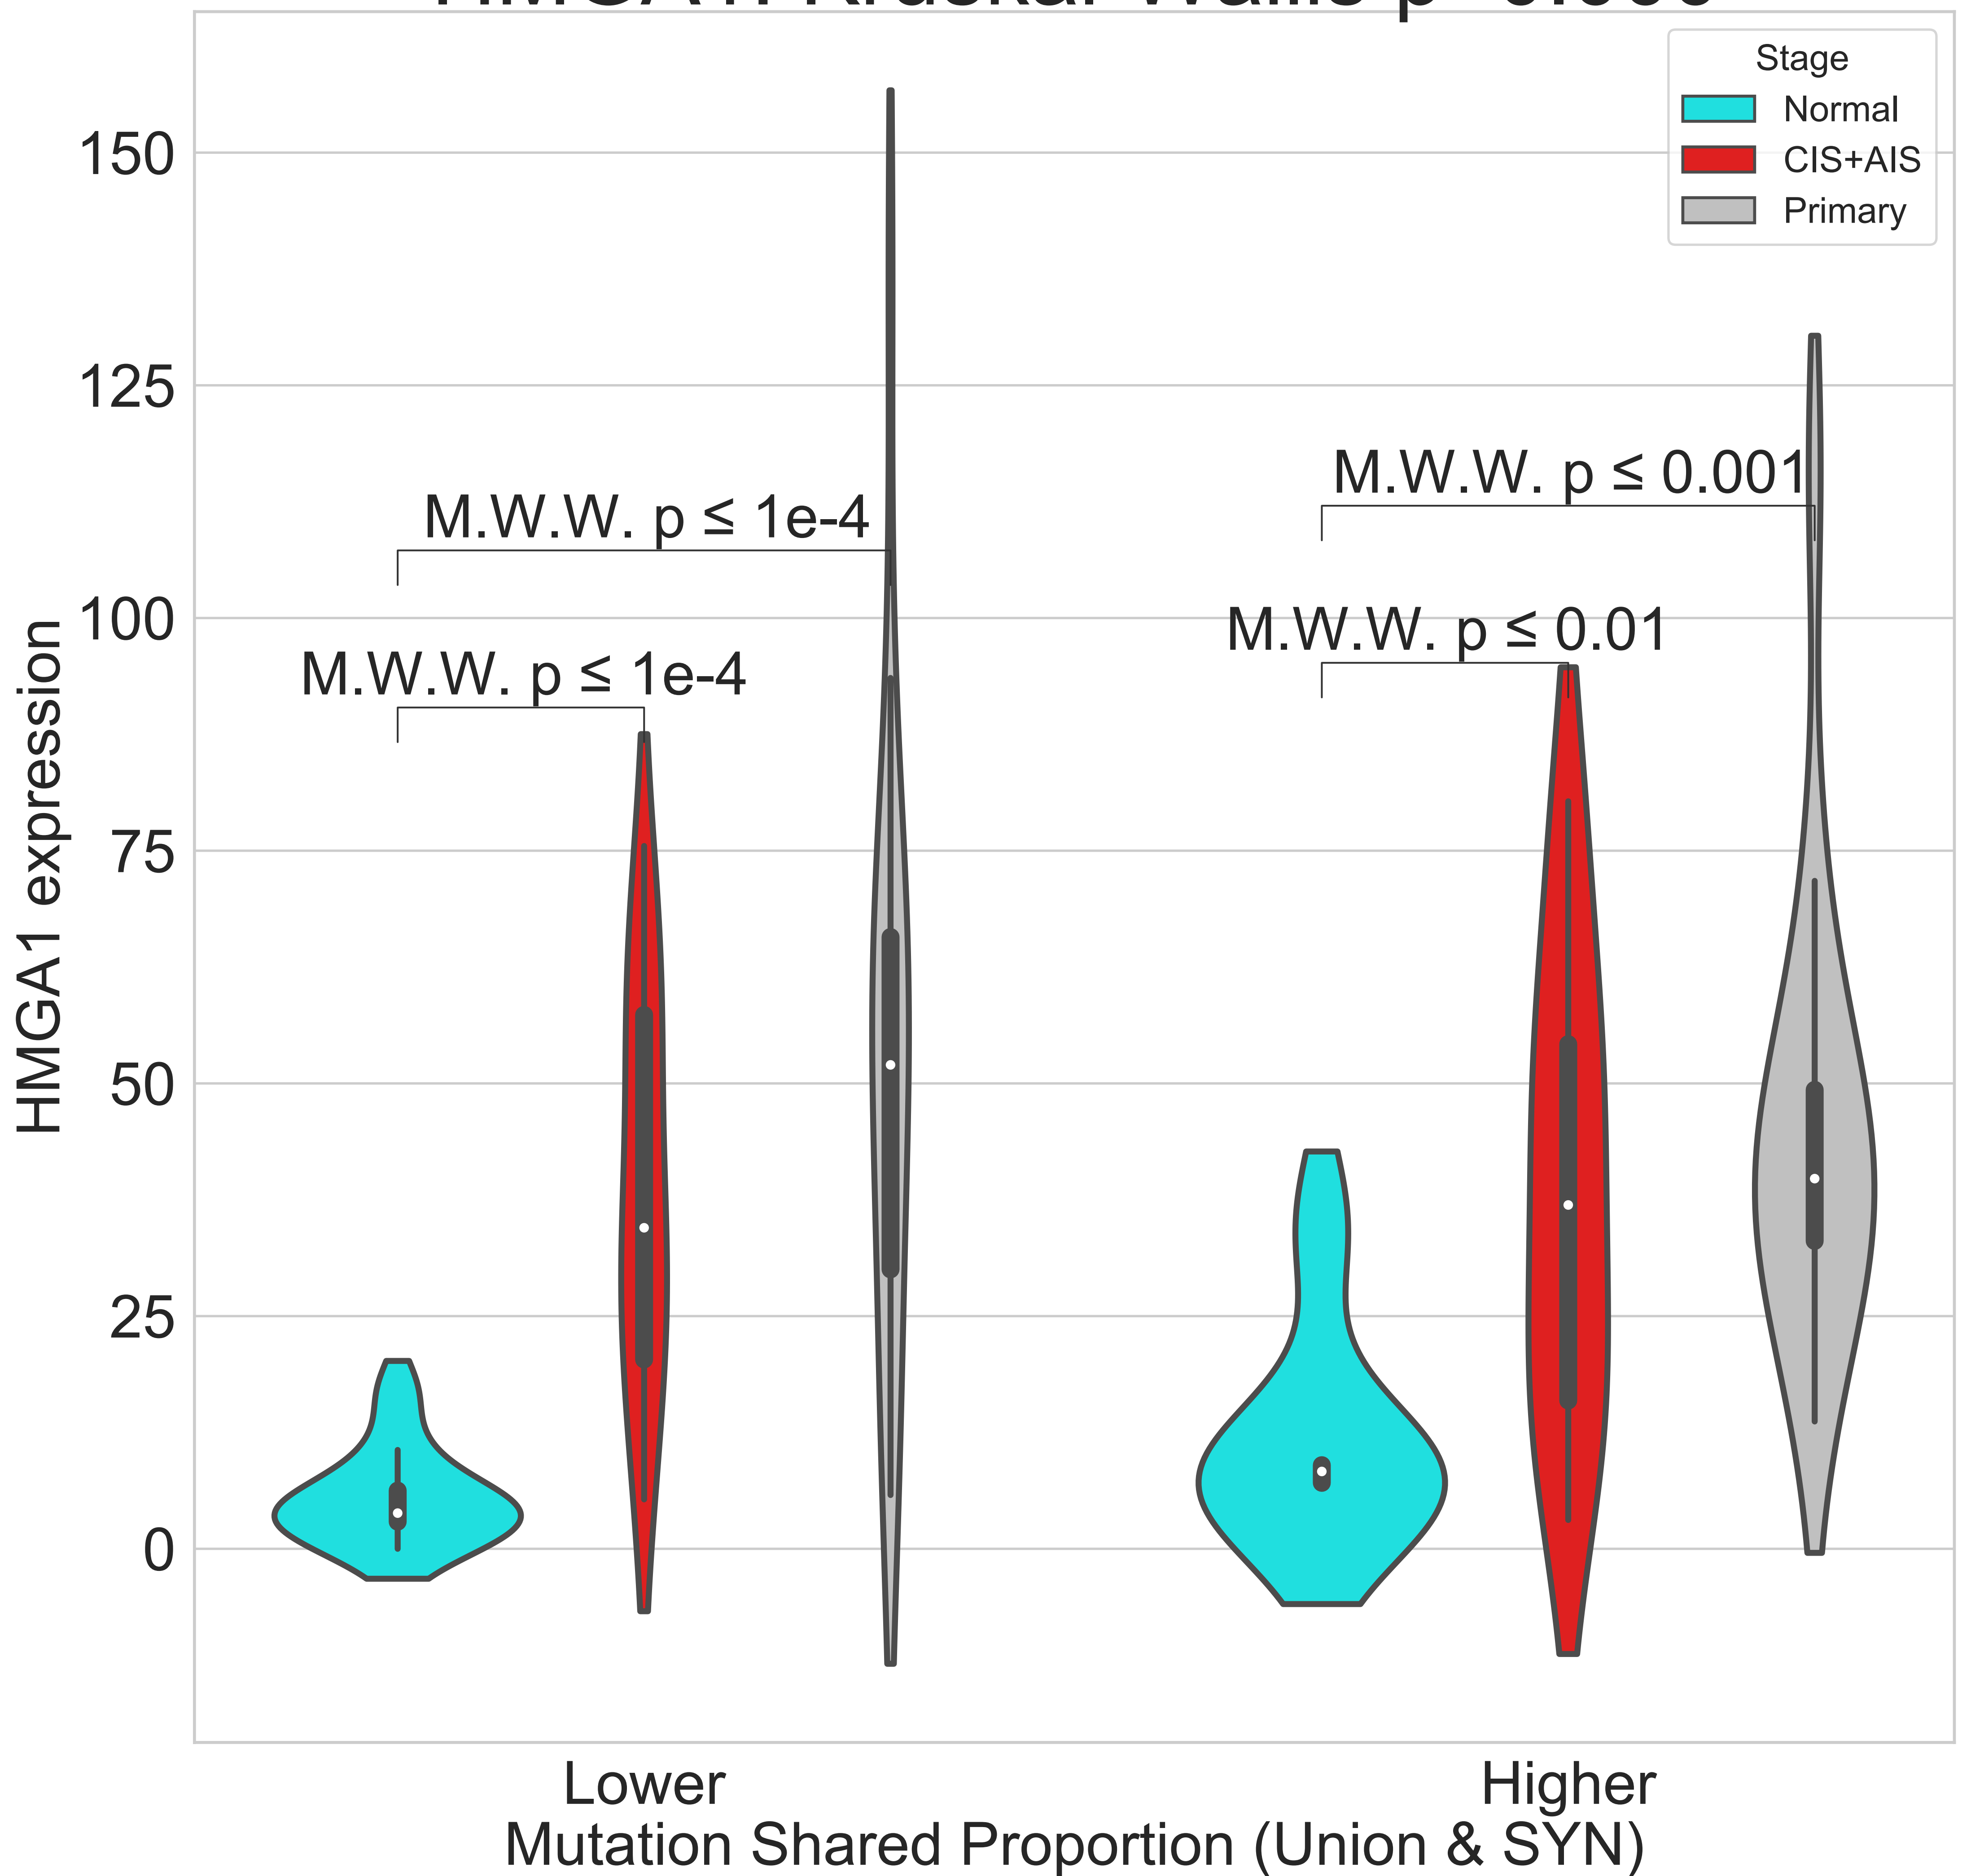 Stage
Normal
CIS+AIS
Primary
150
125
100
75
50
25
0
HMGA1 expression
M.W.W. p ≤ 1e-4
M.W.W. p ≤ 1e-4
M.W.W. p ≤ 0.001
M.W.W. p ≤ 0.01
Lower
Higher
Mutation Shared Proportion (Union & SYN)